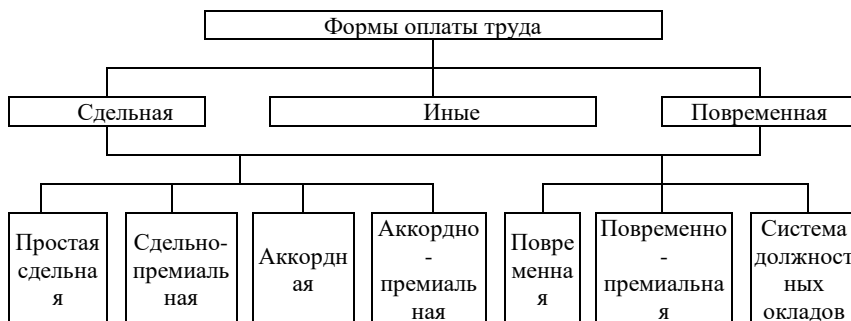 Формы оплаты труда
Сдельная
Иные
Повременная
Простая
сдельна
я
Сдельно-
премиаль
ная
Аккордн
ая
Аккордно
-
премиаль
ная
Повре
менна
я
Повременно
-
премиальна
я
Система
должност
ных
окладов